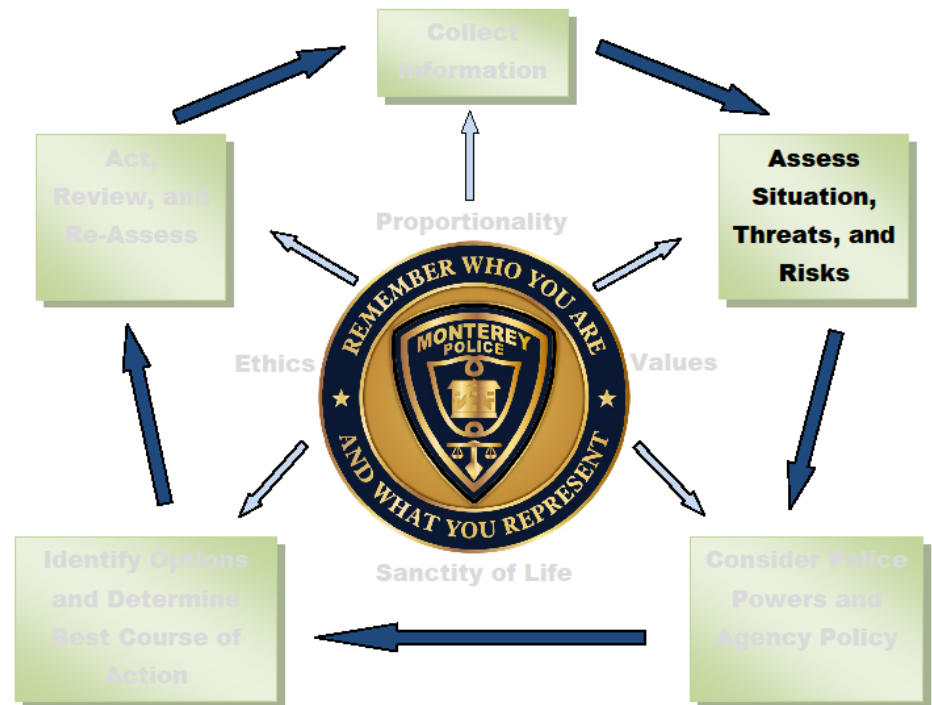 Collect
Information
Act,
Review, and
Re-Assess
Assess
Situation,
Threats, and
Risks
Proportionality
REMEMBER WHO YOU ARE
MONTEREY
POLICE
Ethics
Values
AND WHAT YOU REPRESENT
Sanctity of Life
Identify Options
and Determine
Best Course of
Action
Consider Police
Powers and
Agency Policy